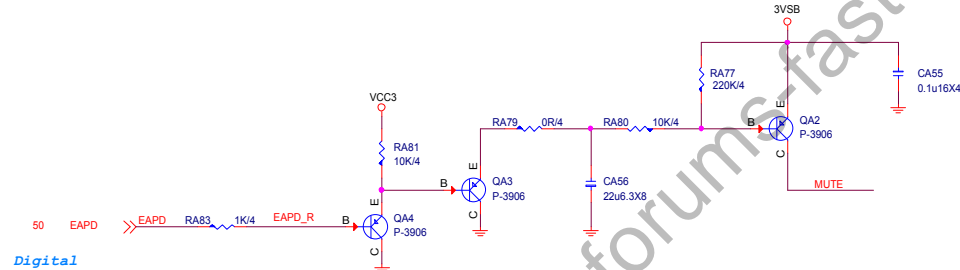 3VSB
RA77
220K/4
CA55
0.1u16X4
VCC3
RA79 0R/4 RA80 10K/4
E
B QA2
P-3906
C
RA81
10K/4
E
B QA3
P-3906
C
CA56
22u6.3X8
MUTE
50 EAPD EAPD RA83 1K/4 EAPD_R
E
B QA4
P-3906
C
Digital
forums-fast